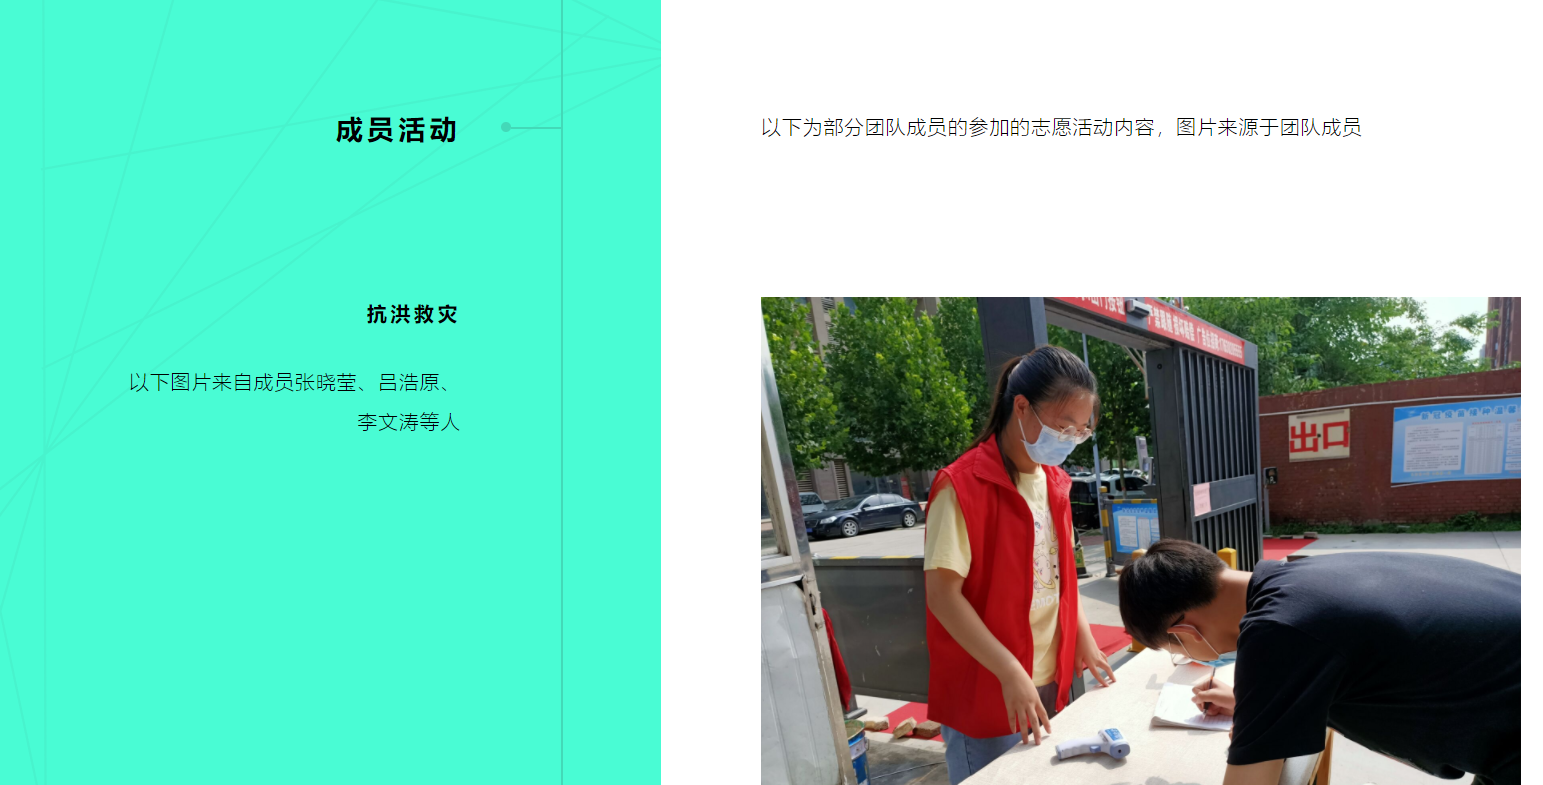 成员活动
以下为部分团队成员的参加的志愿活动内容，图片来源于团队成员
抗洪救灾
以下图片来自成员张晓莹、吕浩原、
李文涛等人
出口